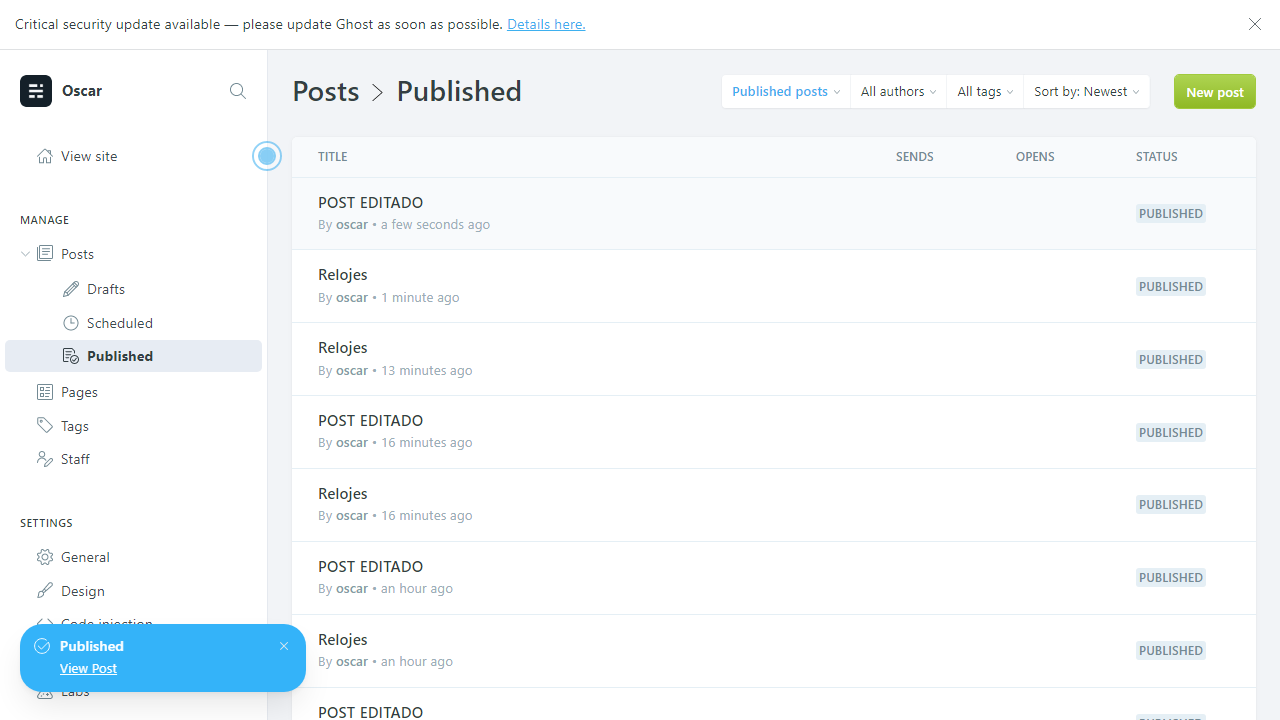 Critical security update available — please update Ghost as soon as possible. Details here.
Oscar
View site
MANAGE
Posts
Drafts
Scheduled
Published
Pages
Tags
Staff
SETTINGS
General
Design
Code injection
Labs
Published
View Post
Posts > Published
Published posts All authors All tags Sort by: Newest
New post
TITLE SENDS OPENS STATUS
POST EDITADO
By oscar • a few seconds ago
PUBLISHED
Relojes
By oscar • 1 minute ago
PUBLISHED
Relojes
By oscar • 13 minutes ago
PUBLISHED
POST EDITADO
By oscar • 16 minutes ago
PUBLISHED
Relojes
By oscar • 16 minutes ago
PUBLISHED
POST EDITADO
By oscar • an hour ago
PUBLISHED
Relojes
By oscar • an hour ago
PUBLISHED
POST EDITADO